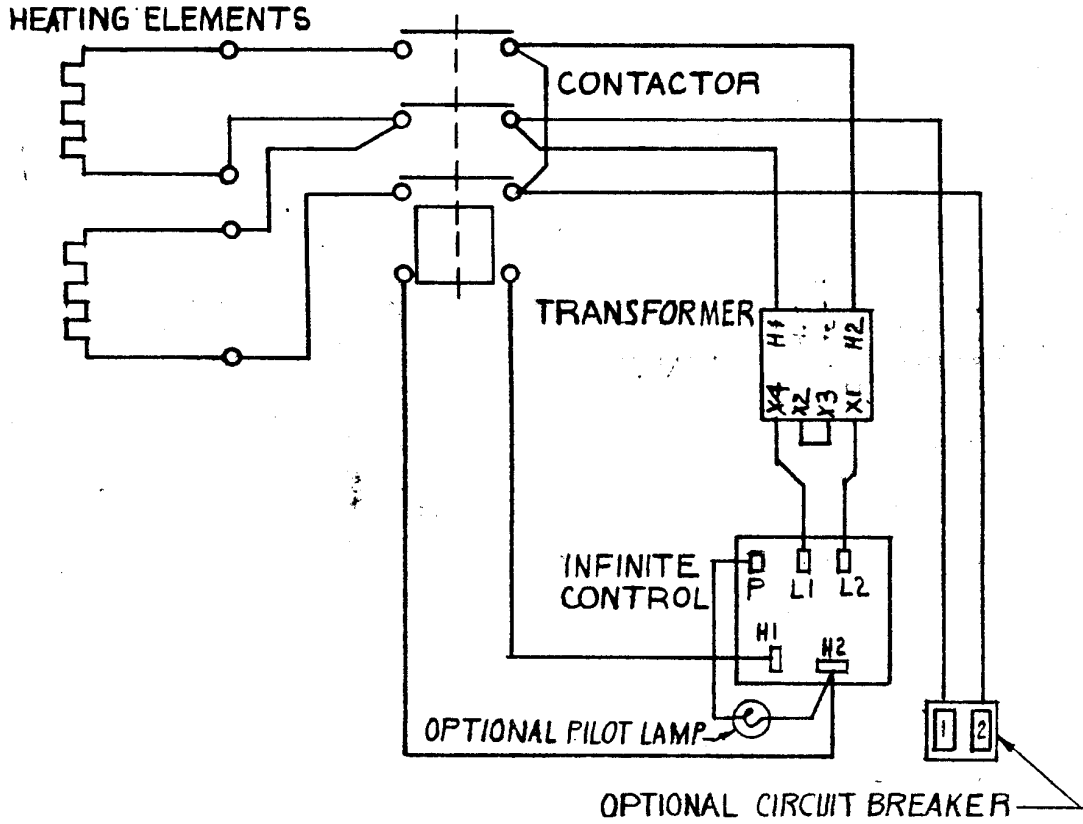 HEATING ELEMENTS
CONTACTOR
TRANSFORMER
H2
X4 X2 X3 X1
INFINITE
CONTROL
P L1 L2
H1 H2
OPTIONAL PILOT LAMP
1 2
OPTIONAL CIRCUIT BREAKER